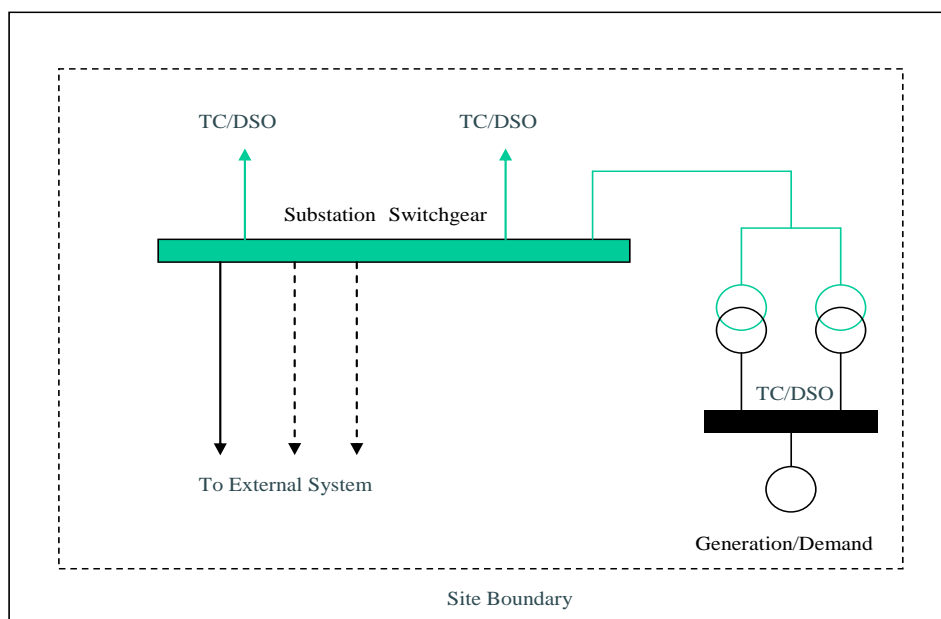 TC/DSO
TC/DSO
Substation Switchgear
TC/DSO
To External System
Generation/Demand
Site Boundary